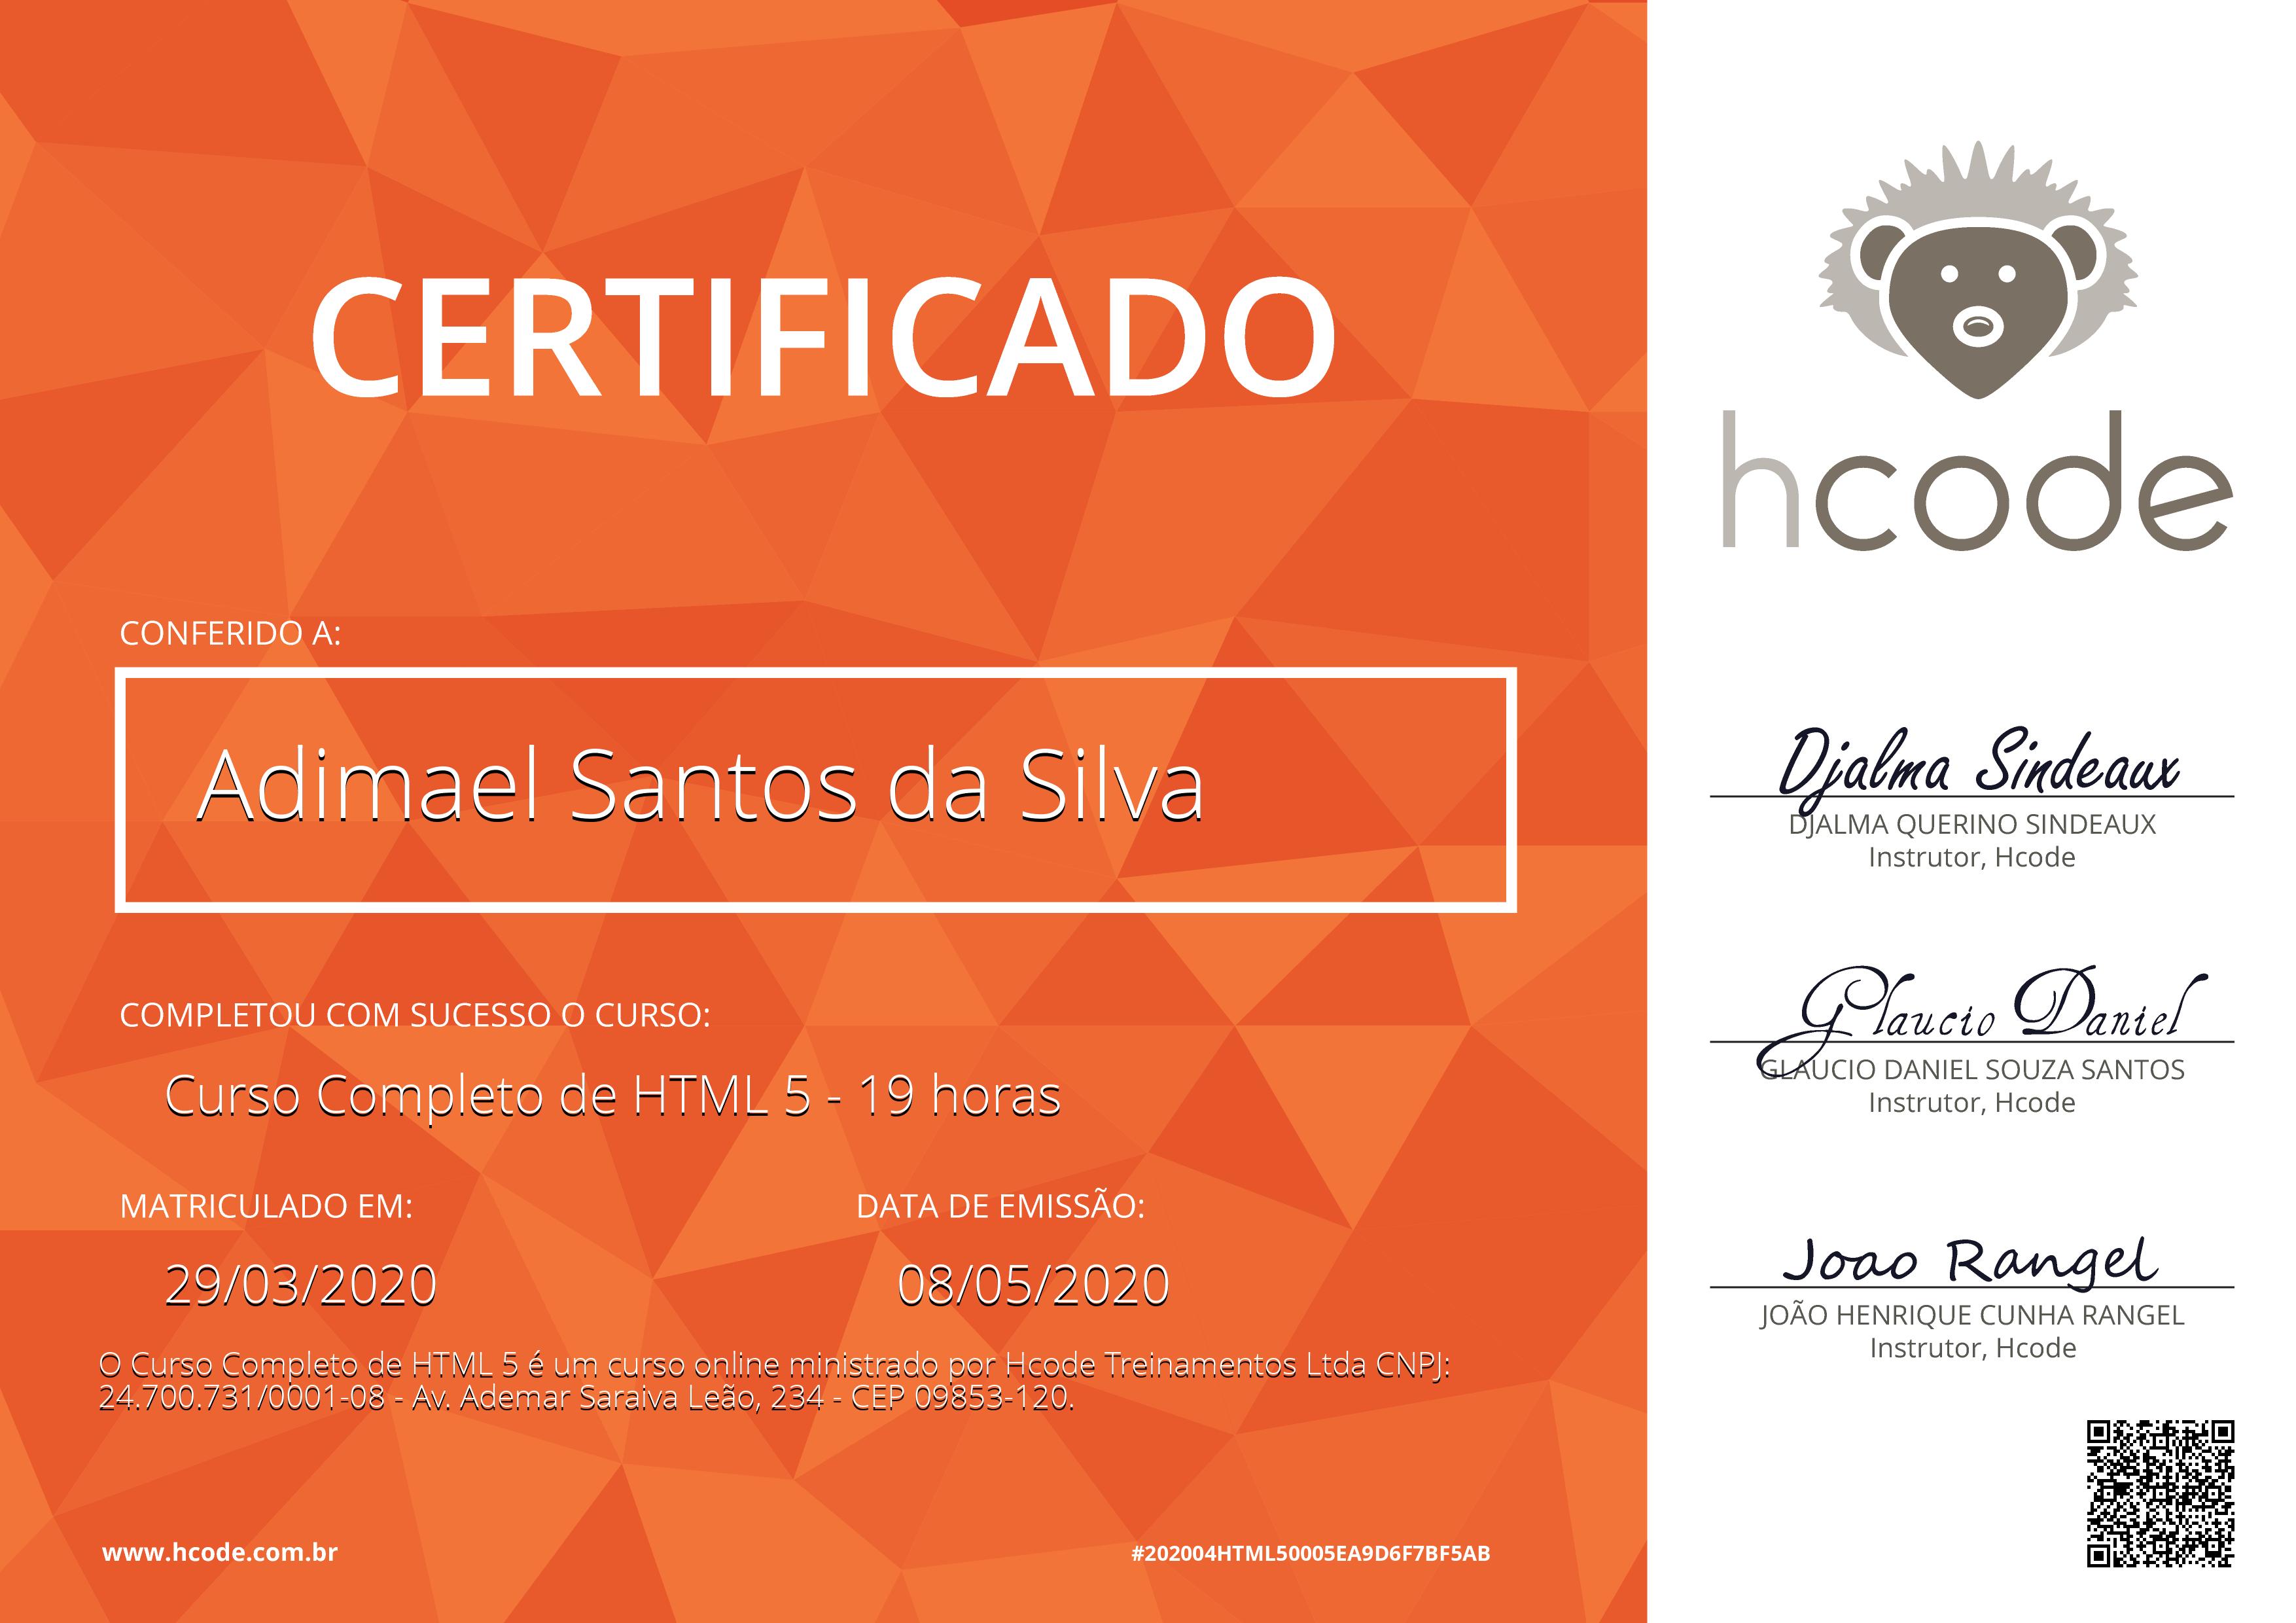 CERTIFICADO
CONFERIDO A:
Adimael Santos da Silva
COMPLETOU COM SUCESSO O CURSO:
Curso Completo de HTML 5 - 19 horas
MATRICULADO EM:
DATA DE EMISSÃO:
29/03/2020
08/05/2020
O Curso Completo de HTML 5 é um curso online ministrado por Hcode Treinamentos Ltda CNPJ:
24.700.731/0001-08 - Av. Ademar Saraiva Leão, 234 - CEP 09853-120.
www.hcode.com.br
#202004HTML50005EA9D6F7BF5AB
hcode
Djalma Sindeaux
DJALMA QUERINO SINDEAUX
Instrutor, Hcode
Glaucio Daniel
GLAUCIO DANIEL SOUZA SANTOS
Instrutor, Hcode
Joao Rangel
JOÃO HENRIQUE CUNHA RANGEL
Instrutor, Hcode